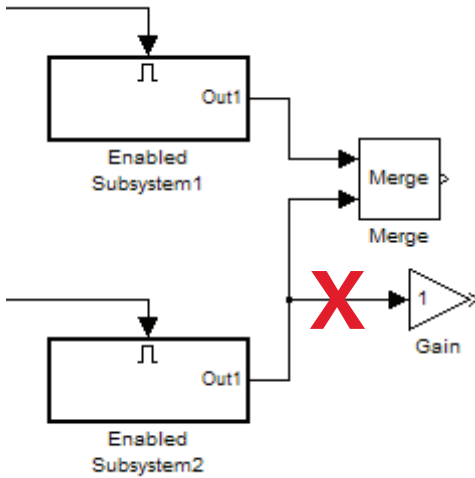 Out1
Enabled
Subsystem1
Merge
Merge
1
Gain
Out1
Enabled
Subsystem2